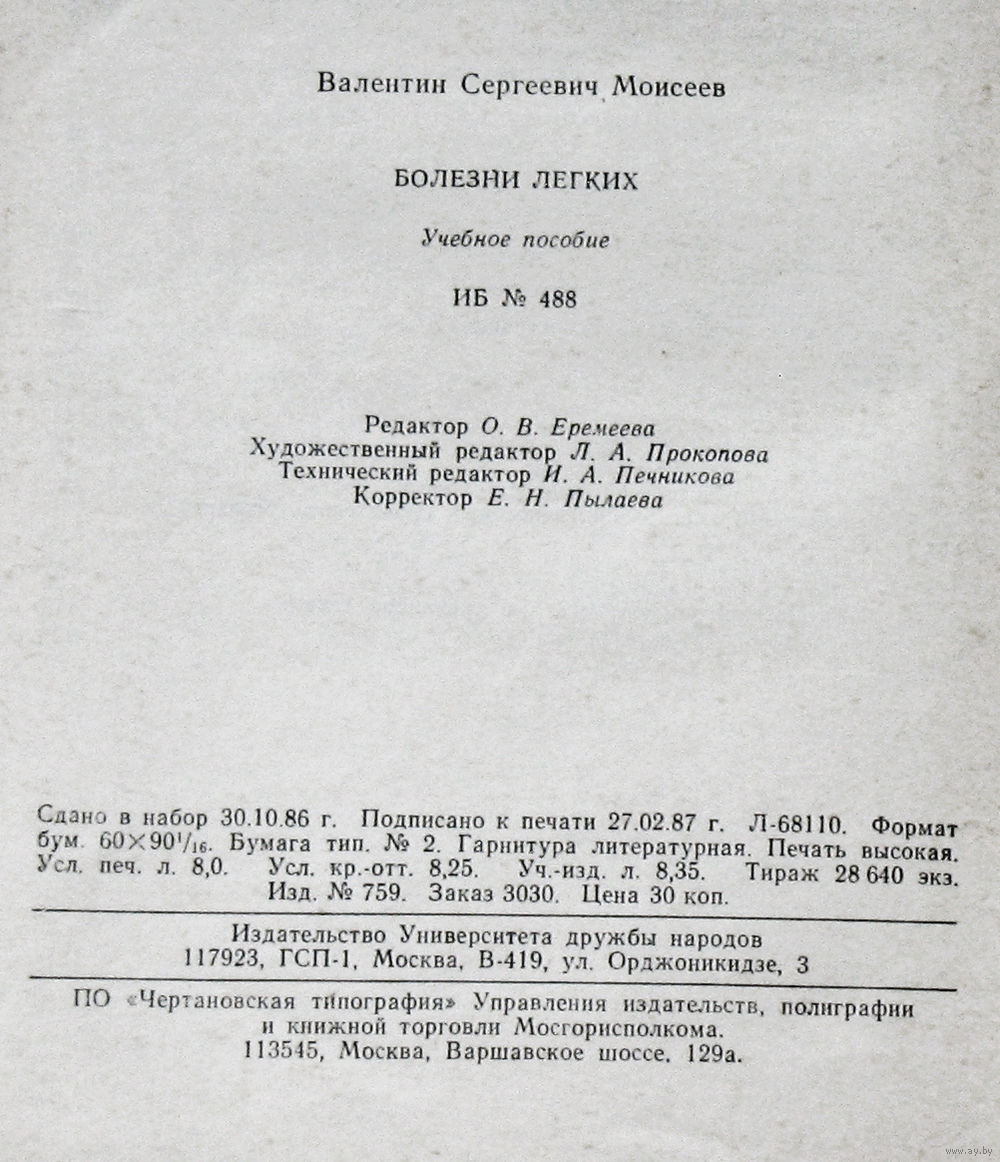 Валентин Сергеевич Моисеев
БОЛЕЗНИ ЛЕГКИХ
Учебное пособие
ИБ № 488
Редактор О. В. Еремеева
Художественный редактор Л. А. Прокопова
Технический редактор И. А. Печникова
Корректор Е. Н. Пылаева
Сдано в набор 30.10.86 г. Подписано к печати 27.02.87 г. Л-68110. Формат
бум. 60×90¹/₁₆. Бумага тип. № 2. Гарнитура литературная. Печать высокая.
Усл. печ. л. 8,0. Усл. кр.-отт. 8,25. Уч.-изд. л. 8,35. Тираж 28 640 экз.
Изд. № 759. Заказ 3030. Цена 30 коп.
Издательство Университета дружбы народов
117923, ГСП-1, Москва, В-419, ул. Орджоникидзе, 3
ПО «Чертановская типография» Управления издательств, полиграфии
и книжной торговли Мосгорисполкома.
113545, Москва, Варшавское шоссе, 129а.
www.ay.by